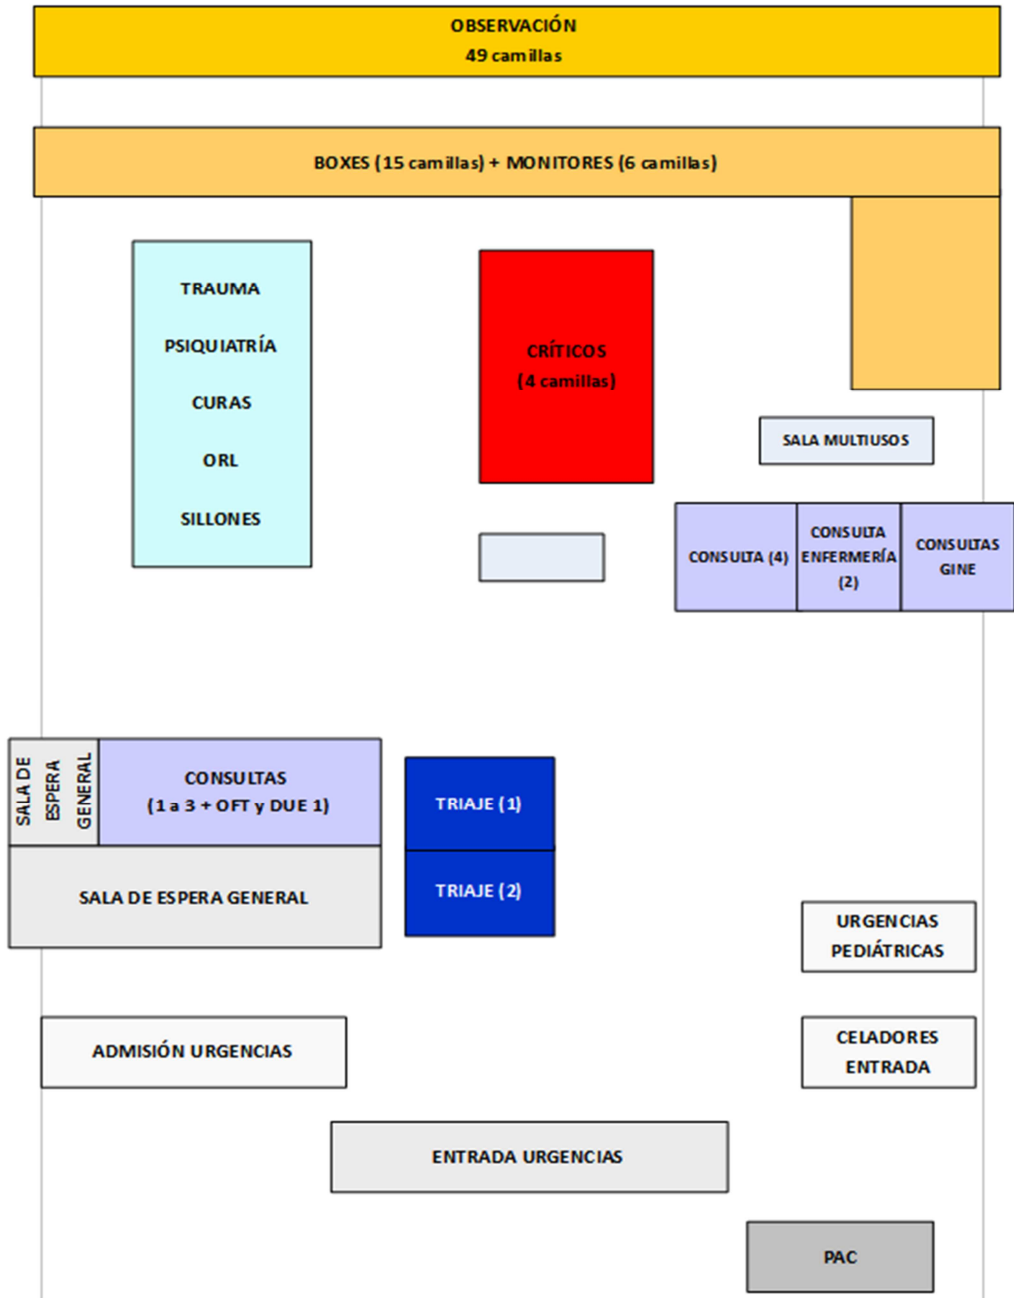 OBSERVACIÓN
49 camillas
BOXES (15 camillas) + MONITORES (6 camillas)
TRAUMA
PSIQUIATRÍA
CURAS
ORL
SILLONES
CRÍTICOS
(4 camillas)
SALA MULTIUSOS
CONSULTA (4)
CONSULTA
ENFERMERÍA
(2)
CONSULTAS
GINE
SALA DE
ESPERA
GENERAL
CONSULTAS
(1 a 3 + OFT y DUE 1)
TRIAJE (1)
SALA DE ESPERA GENERAL
TRIAJE (2)
URGENCIAS
PEDIÁTRICAS
ADMISIÓN URGENCIAS
CELADORES
ENTRADA
ENTRADA URGENCIAS
PAC